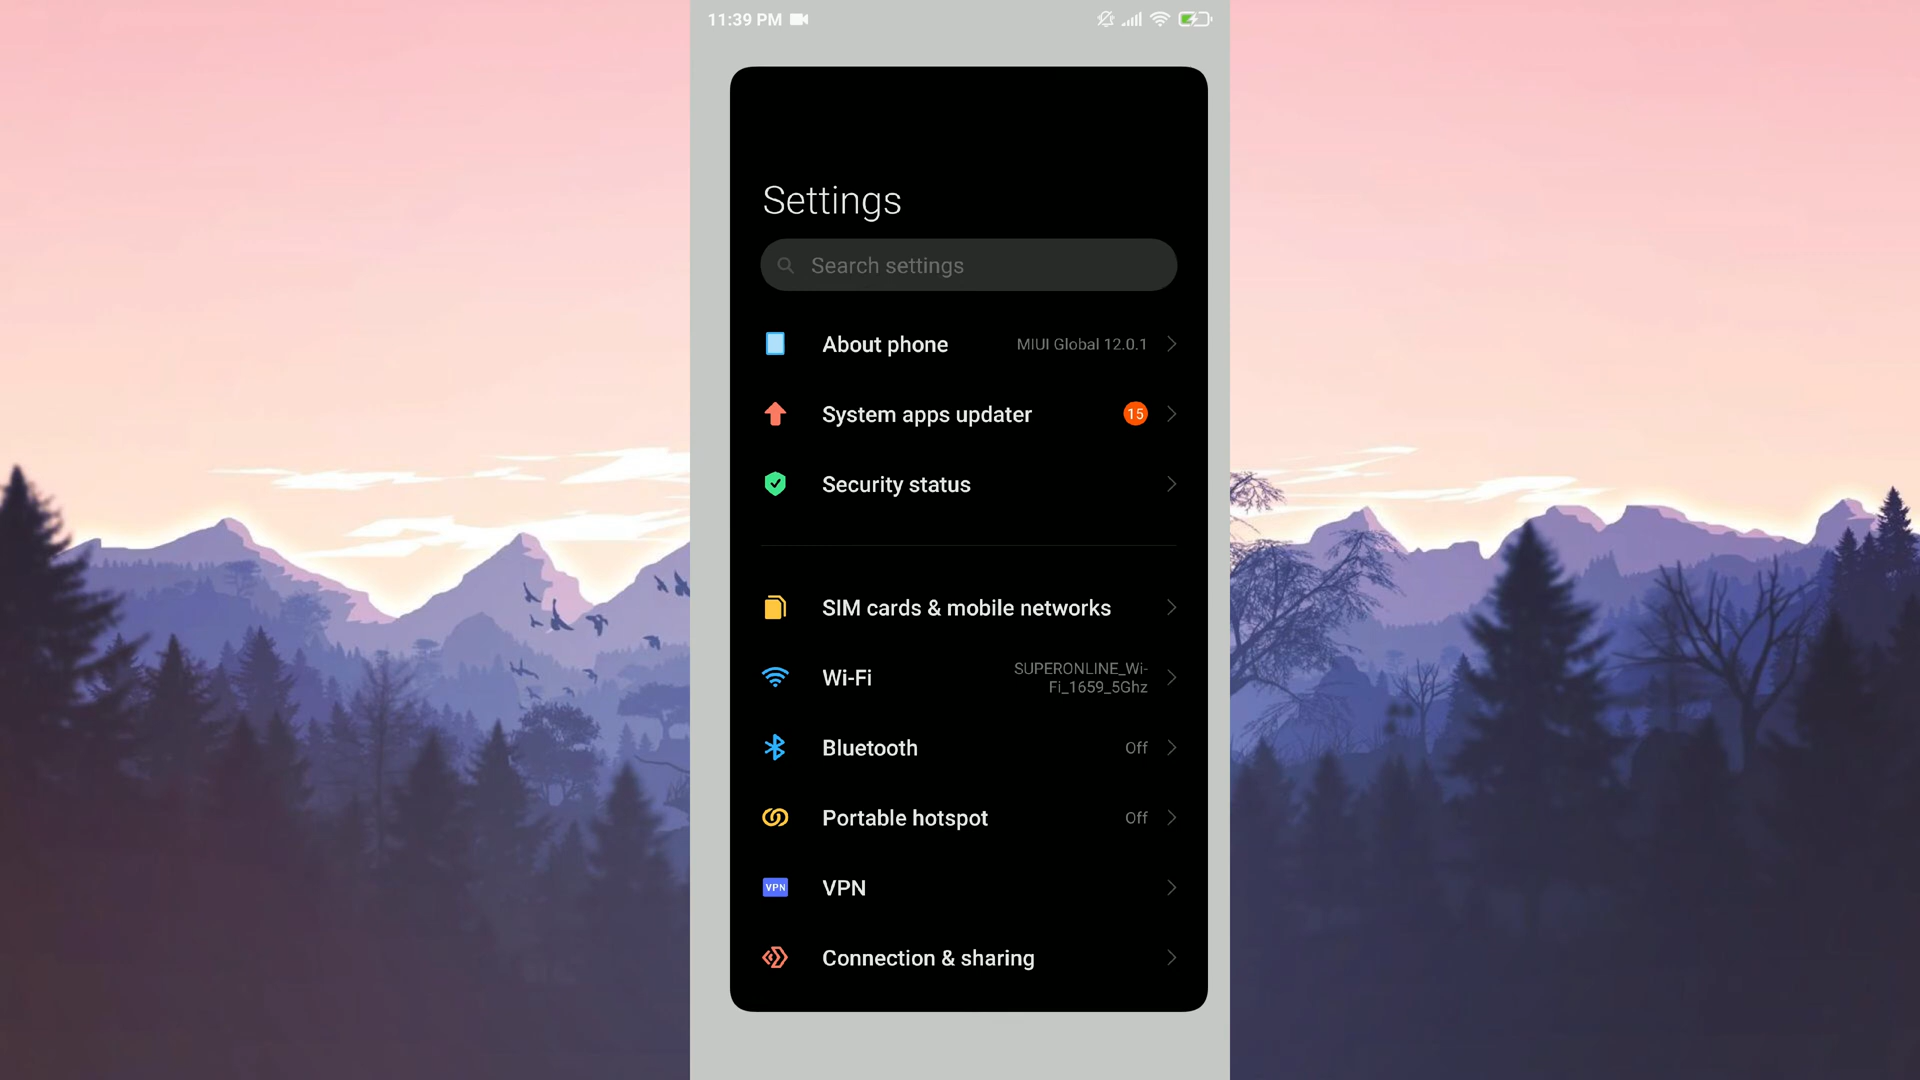 11:39 PM
Settings
Search settings
About phone MIUI Global 12.0.1
System apps updater 15
Security status
SIM cards & mobile networks
Wi-Fi SUPERONLINE_Wi-
Fi_1659_5Ghz
Bluetooth Off
Portable hotspot Off
VPN VPN
Connection & sharing